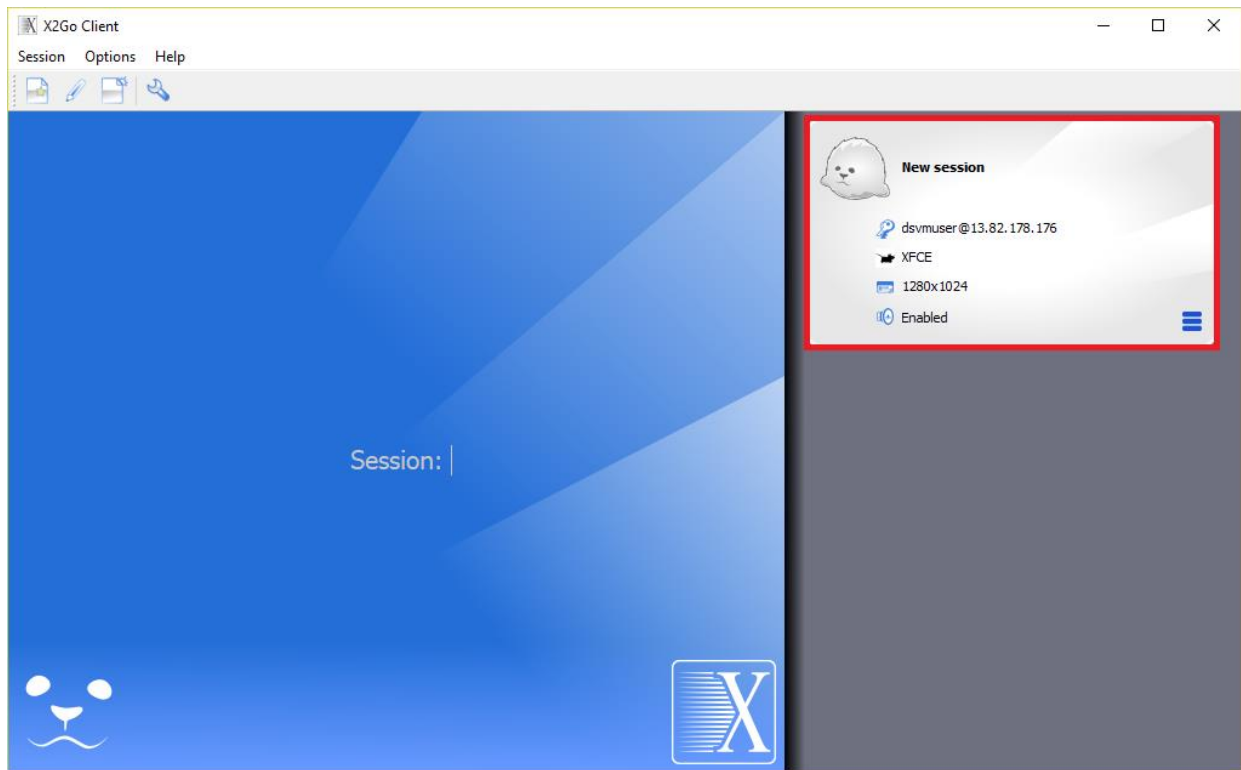 X2Go Client
Session Options Help
New session
dsvmuser@13.82.178.176
XFCE
1280x1024
Enabled
Session:
X